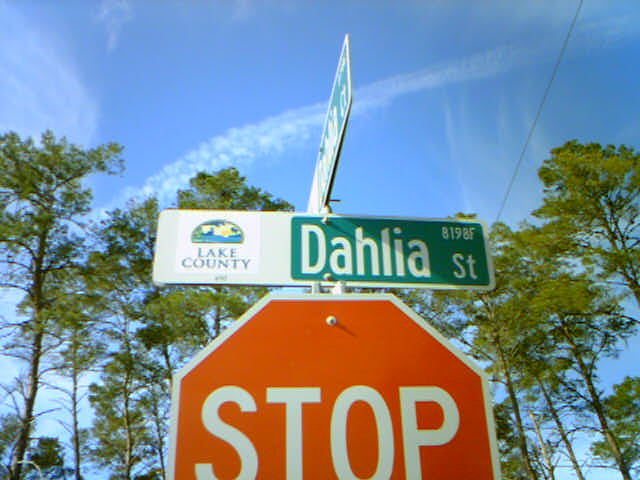 LAKE
COUNTY
Dahlia St
8198F
STOP